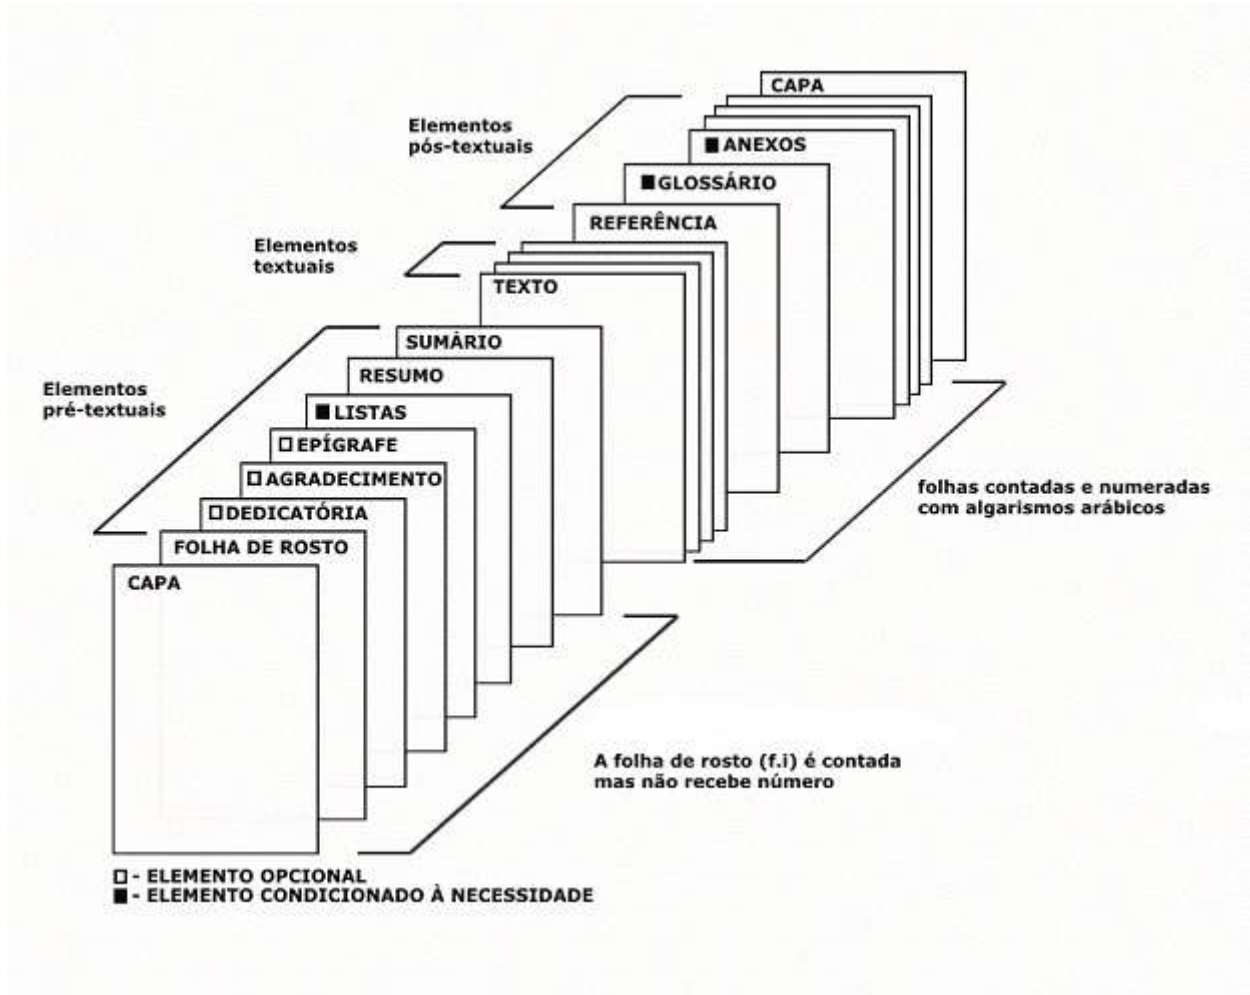 CAPA
Elementos
pós-textuais
ANEXOS
GLOSSÁRIO
REFERÊNCIA
Elementos
textuais
TEXTO
SUMÁRIO
RESUMO
Elementos
pré-textuais
LISTAS
EPÍGRAFE
AGRADECIMENTO
folhas contadas e numeradas
com algarismos arábicos
DEDICATÓRIA
FOLHA DE ROSTO
CAPA
A folha de rosto (f.i) é contada
mas não recebe número
- ELEMENTO OPCIONAL
- ELEMENTO CONDICIONADO À NECESSIDADE